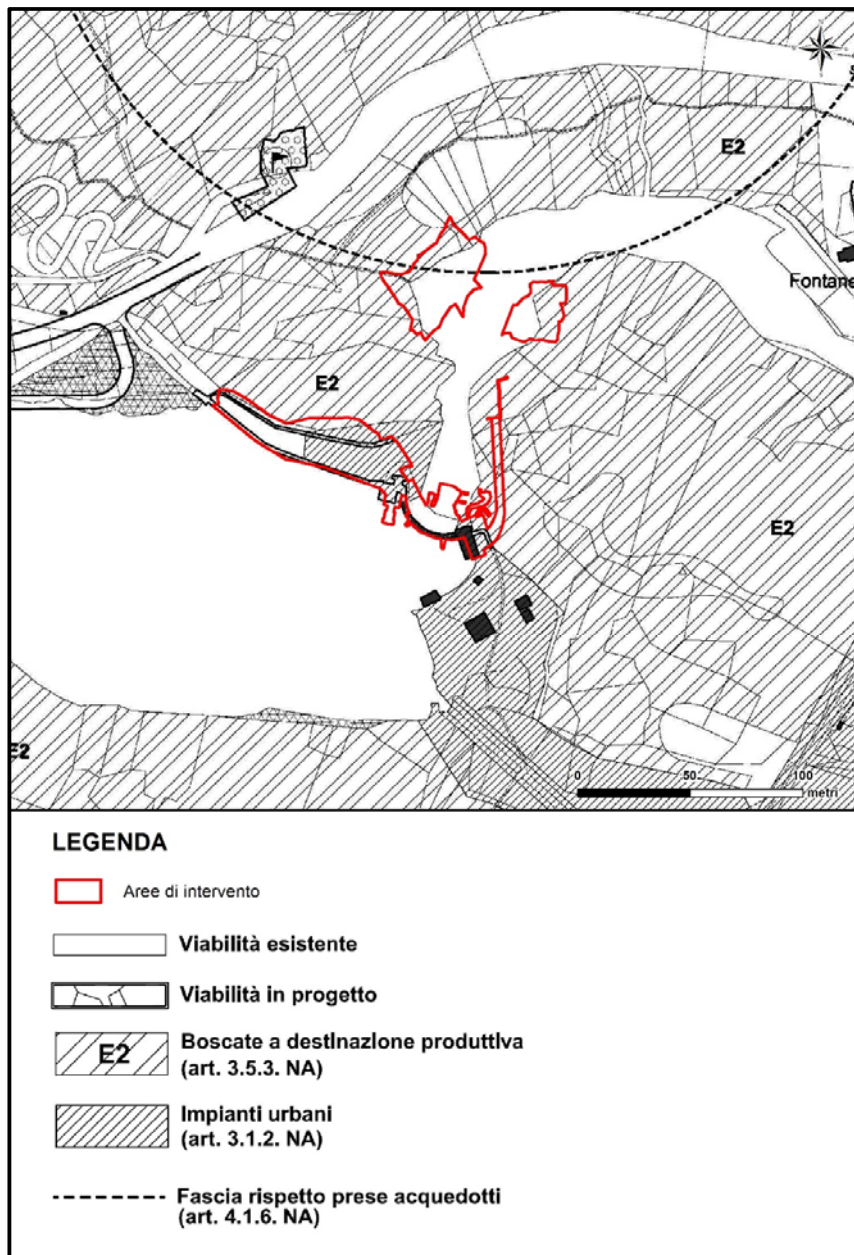 E2
Fontane
E2
E2
E2
0 50 100
metri
LEGENDA
Aree di intervento
Viabilità esistente
Viabilità in progetto
E2
Boscate a destinazione produttiva
(art. 3.5.3. NA)
Impianti urbani
(art. 3.1.2. NA)
Fascia rispetto prese acquedotti
(art. 4.1.6. NA)